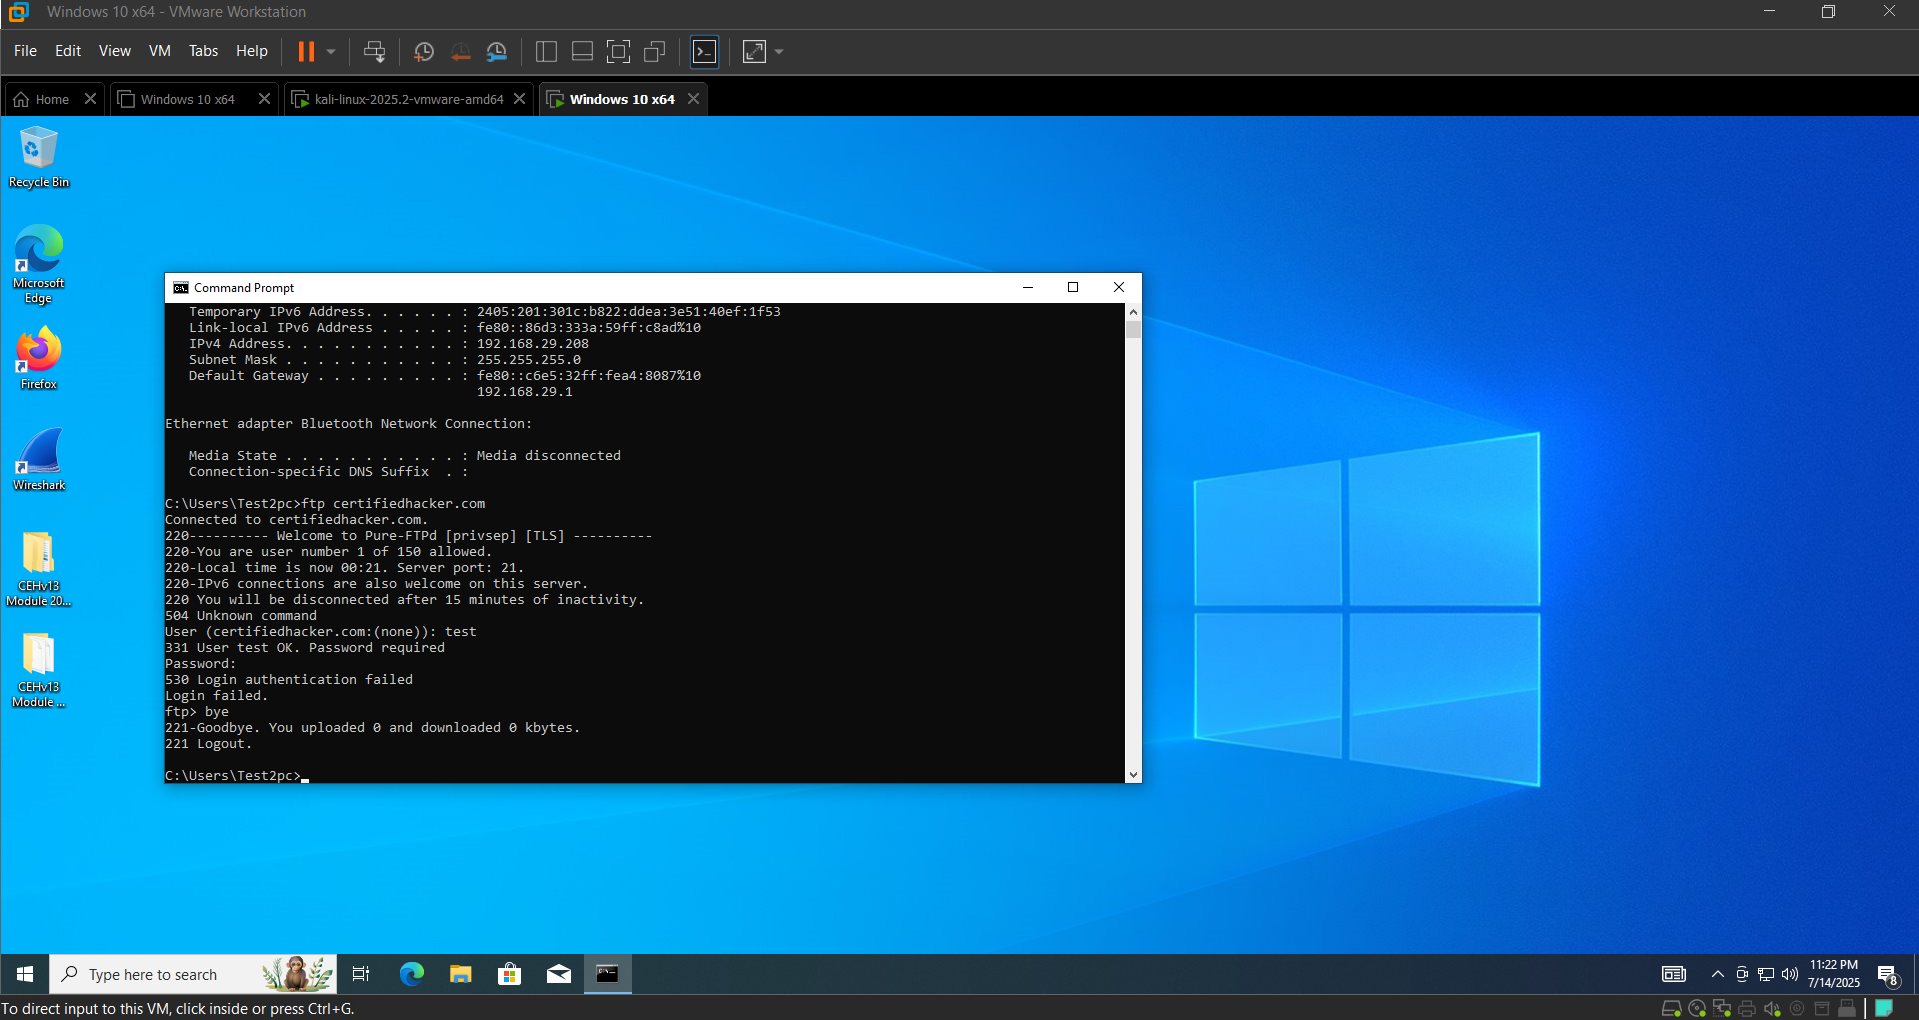 Windows 10 x64 - VMware Workstation
File Edit View VM Tabs Help
Home
Windows 10 x64
kali-linux-2025.2-vmware-amd64
Windows 10 x64
Recycle Bin
Microsoft
Edge
Firefox
Wireshark
CEHv13
Module 20...
CEHv13
Module ...
Command Prompt
Temporary IPv6 Address. . . . . . : 2405:201:301c:b822:ddea:3e51:40ef:1f53
Link-local IPv6 Address . . . . . : fe80::86d3:333a:59ff:c8ad%10
IPv4 Address. . . . . . . . . . . : 192.168.29.208
Subnet Mask . . . . . . . . . . . : 255.255.255.0
Default Gateway . . . . . . . . . : fe80::c6e5:32ff:fea4:8087%10
192.168.29.1
Ethernet adapter Bluetooth Network Connection:
Media State . . . . . . . . . . . : Media disconnected
Connection-specific DNS Suffix  . :
C:\Users\Test2pc>ftp certifiedhacker.com
Connected to certifiedhacker.com.
220---------- Welcome to Pure-FTPd [privsep] [TLS] ----------
220-You are user number 1 of 150 allowed.
220-Local time is now 00:21. Server port: 21.
220-IPv6 connections are also welcome on this server.
220 You will be disconnected after 15 minutes of inactivity.
504 Unknown command
User (certifiedhacker.com:(none)): test
331 User test OK. Password required
Password:
530 Login authentication failed
Login failed.
ftp> bye
221-Goodbye. You uploaded 0 and downloaded 0 kbytes.
221 Logout.
C:\Users\Test2pc>
Type here to search
11:22 PM
7/14/2025
8
To direct input to this VM, click inside or press Ctrl+G.